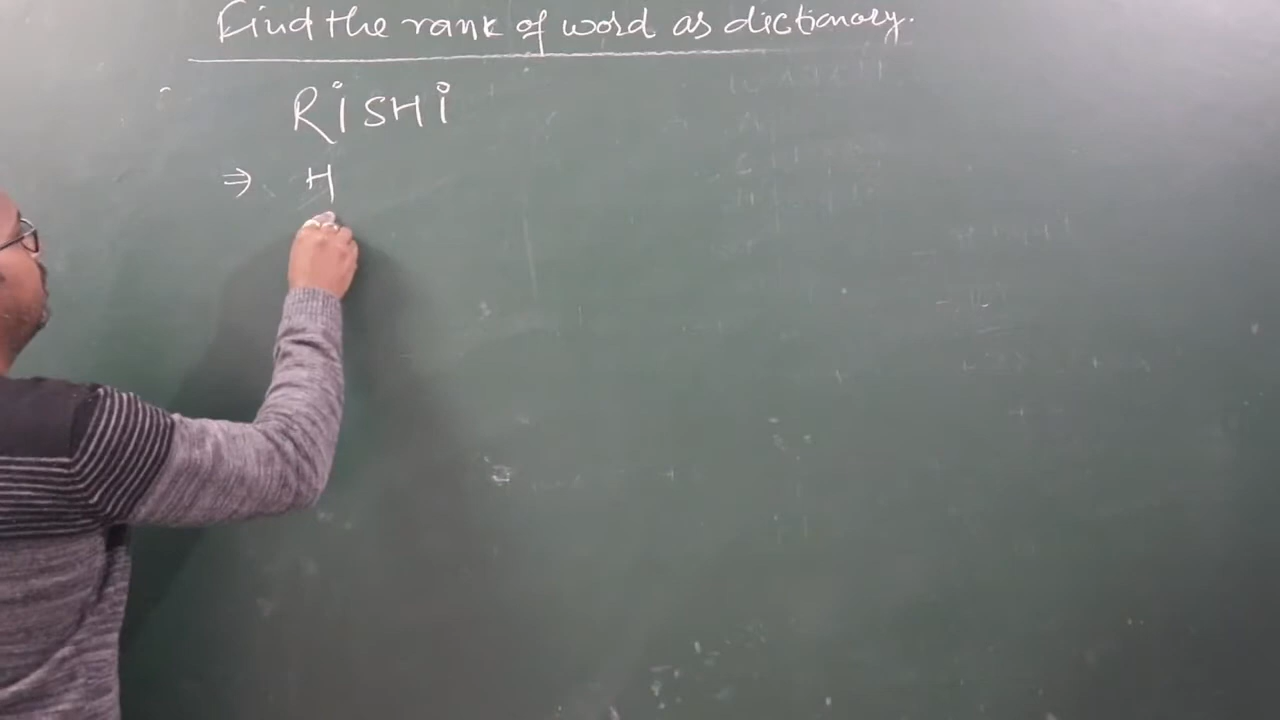 Find the rank of word as dictionary.
RiSHi
⇒ H